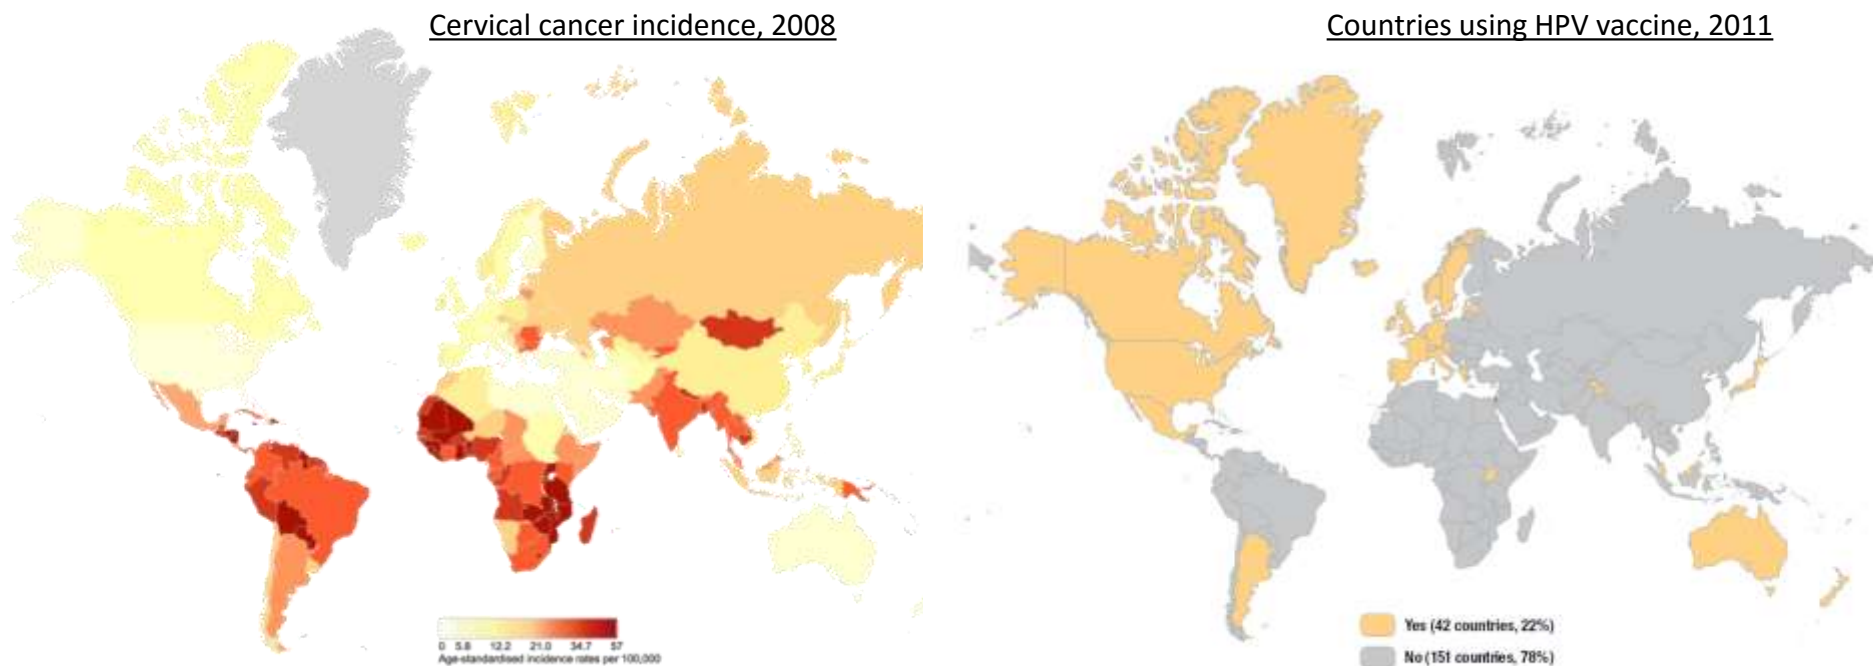 Cervical cancer incidence, 2008
Countries using HPV vaccine, 2011
0 5.8 12.2 21.0 34.7 57
Age-standardised incidence rates per 100,000
Yes (42 countries, 22%)
No (151 countries, 78%)